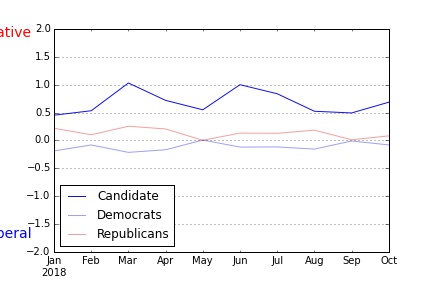 2.0
ative
1.5
1.0
0.5
0.0
−0.5
−1.0
−1.5
beral
−2.0
Candidate
Democrats
Republicans
Jan Feb Mar Apr May Jun Jul Aug Sep Oct
2018